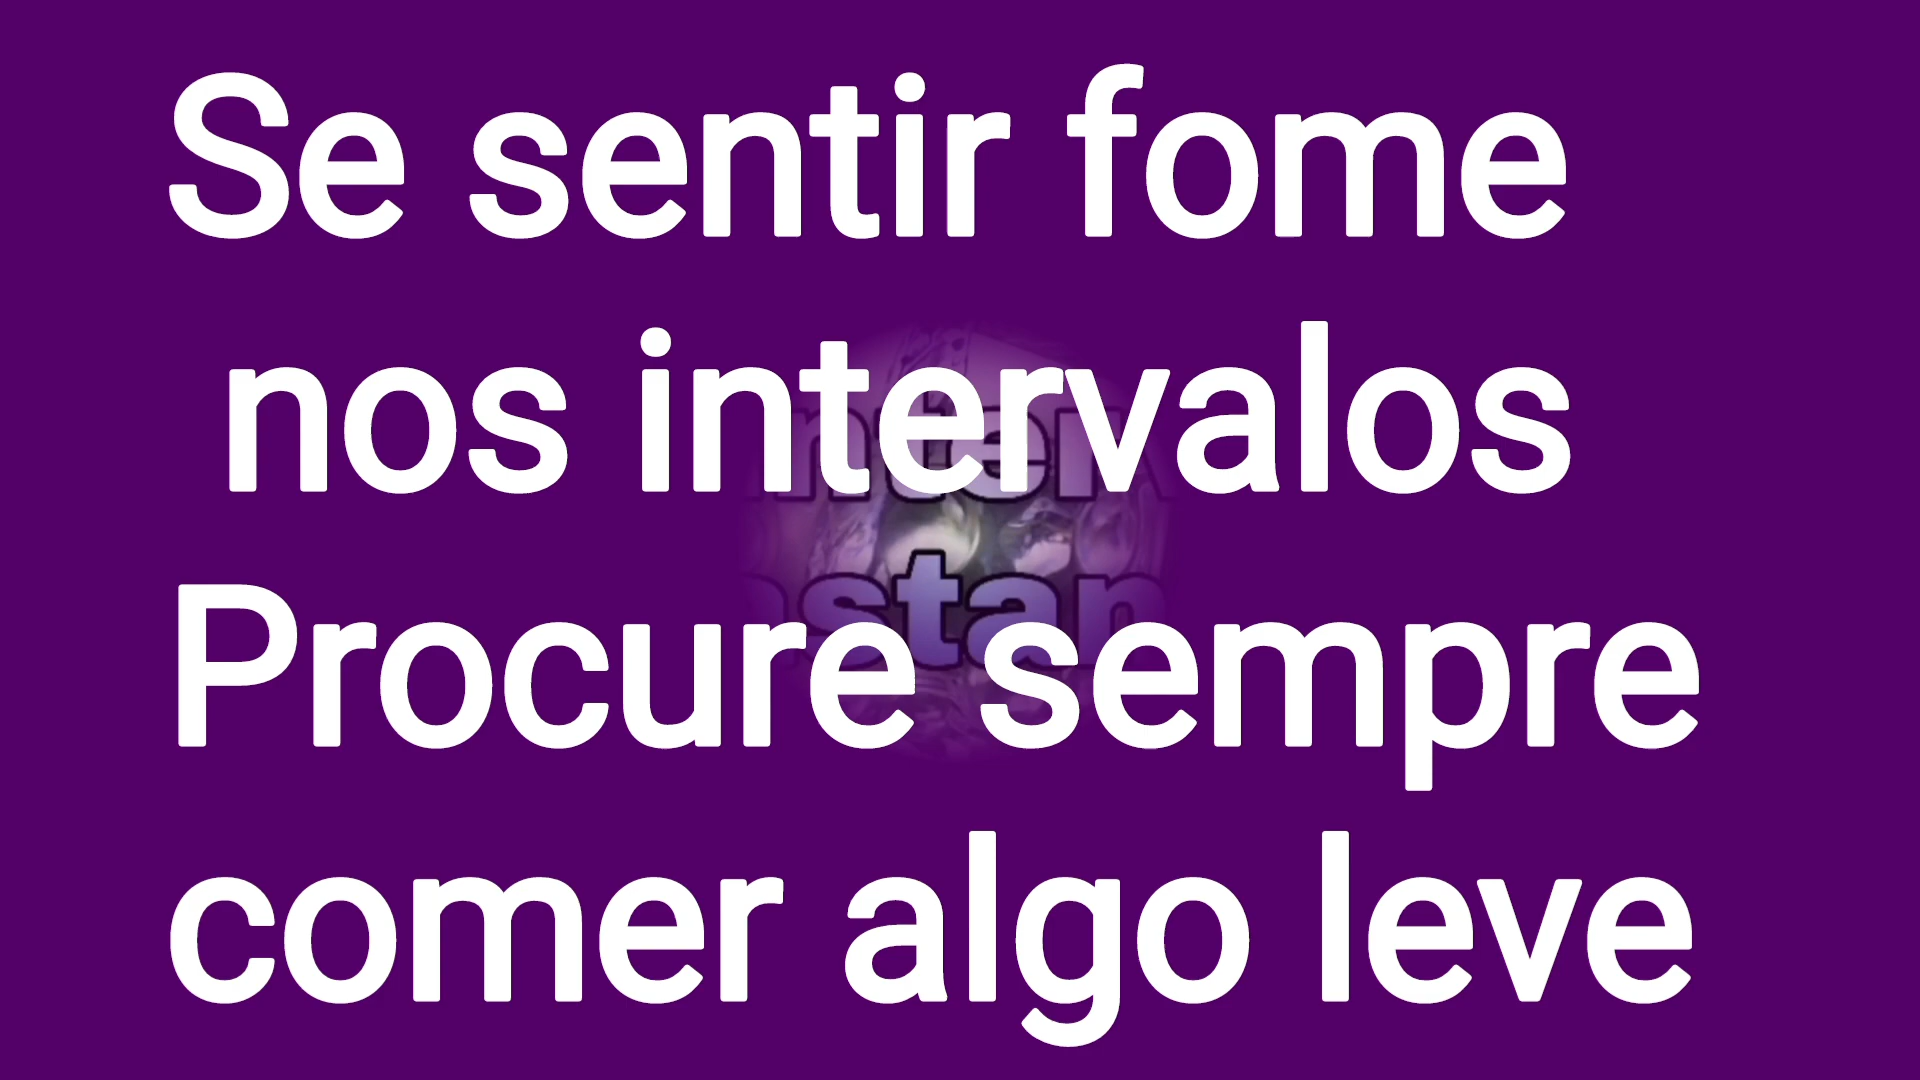 Se sentir fome
nos intervalos
Procure sempre
comer algo leve